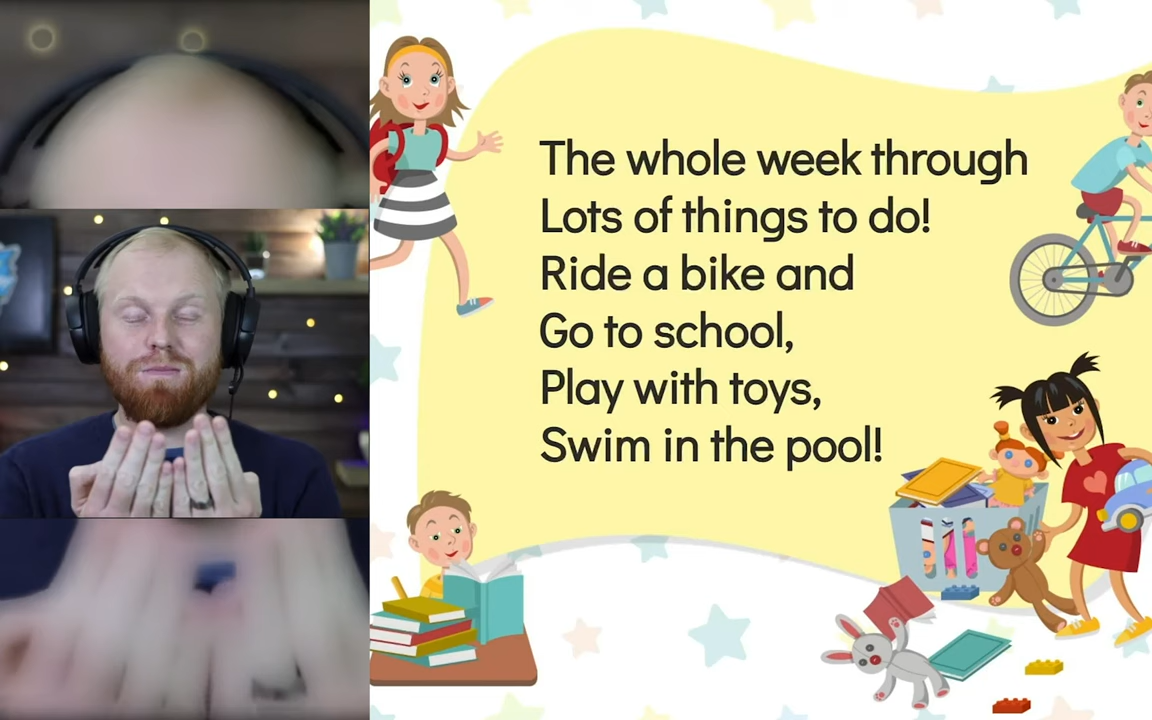 The whole week through
Lots of things to do!
Ride a bike and
Go to school,
Play with toys,
Swim in the pool!